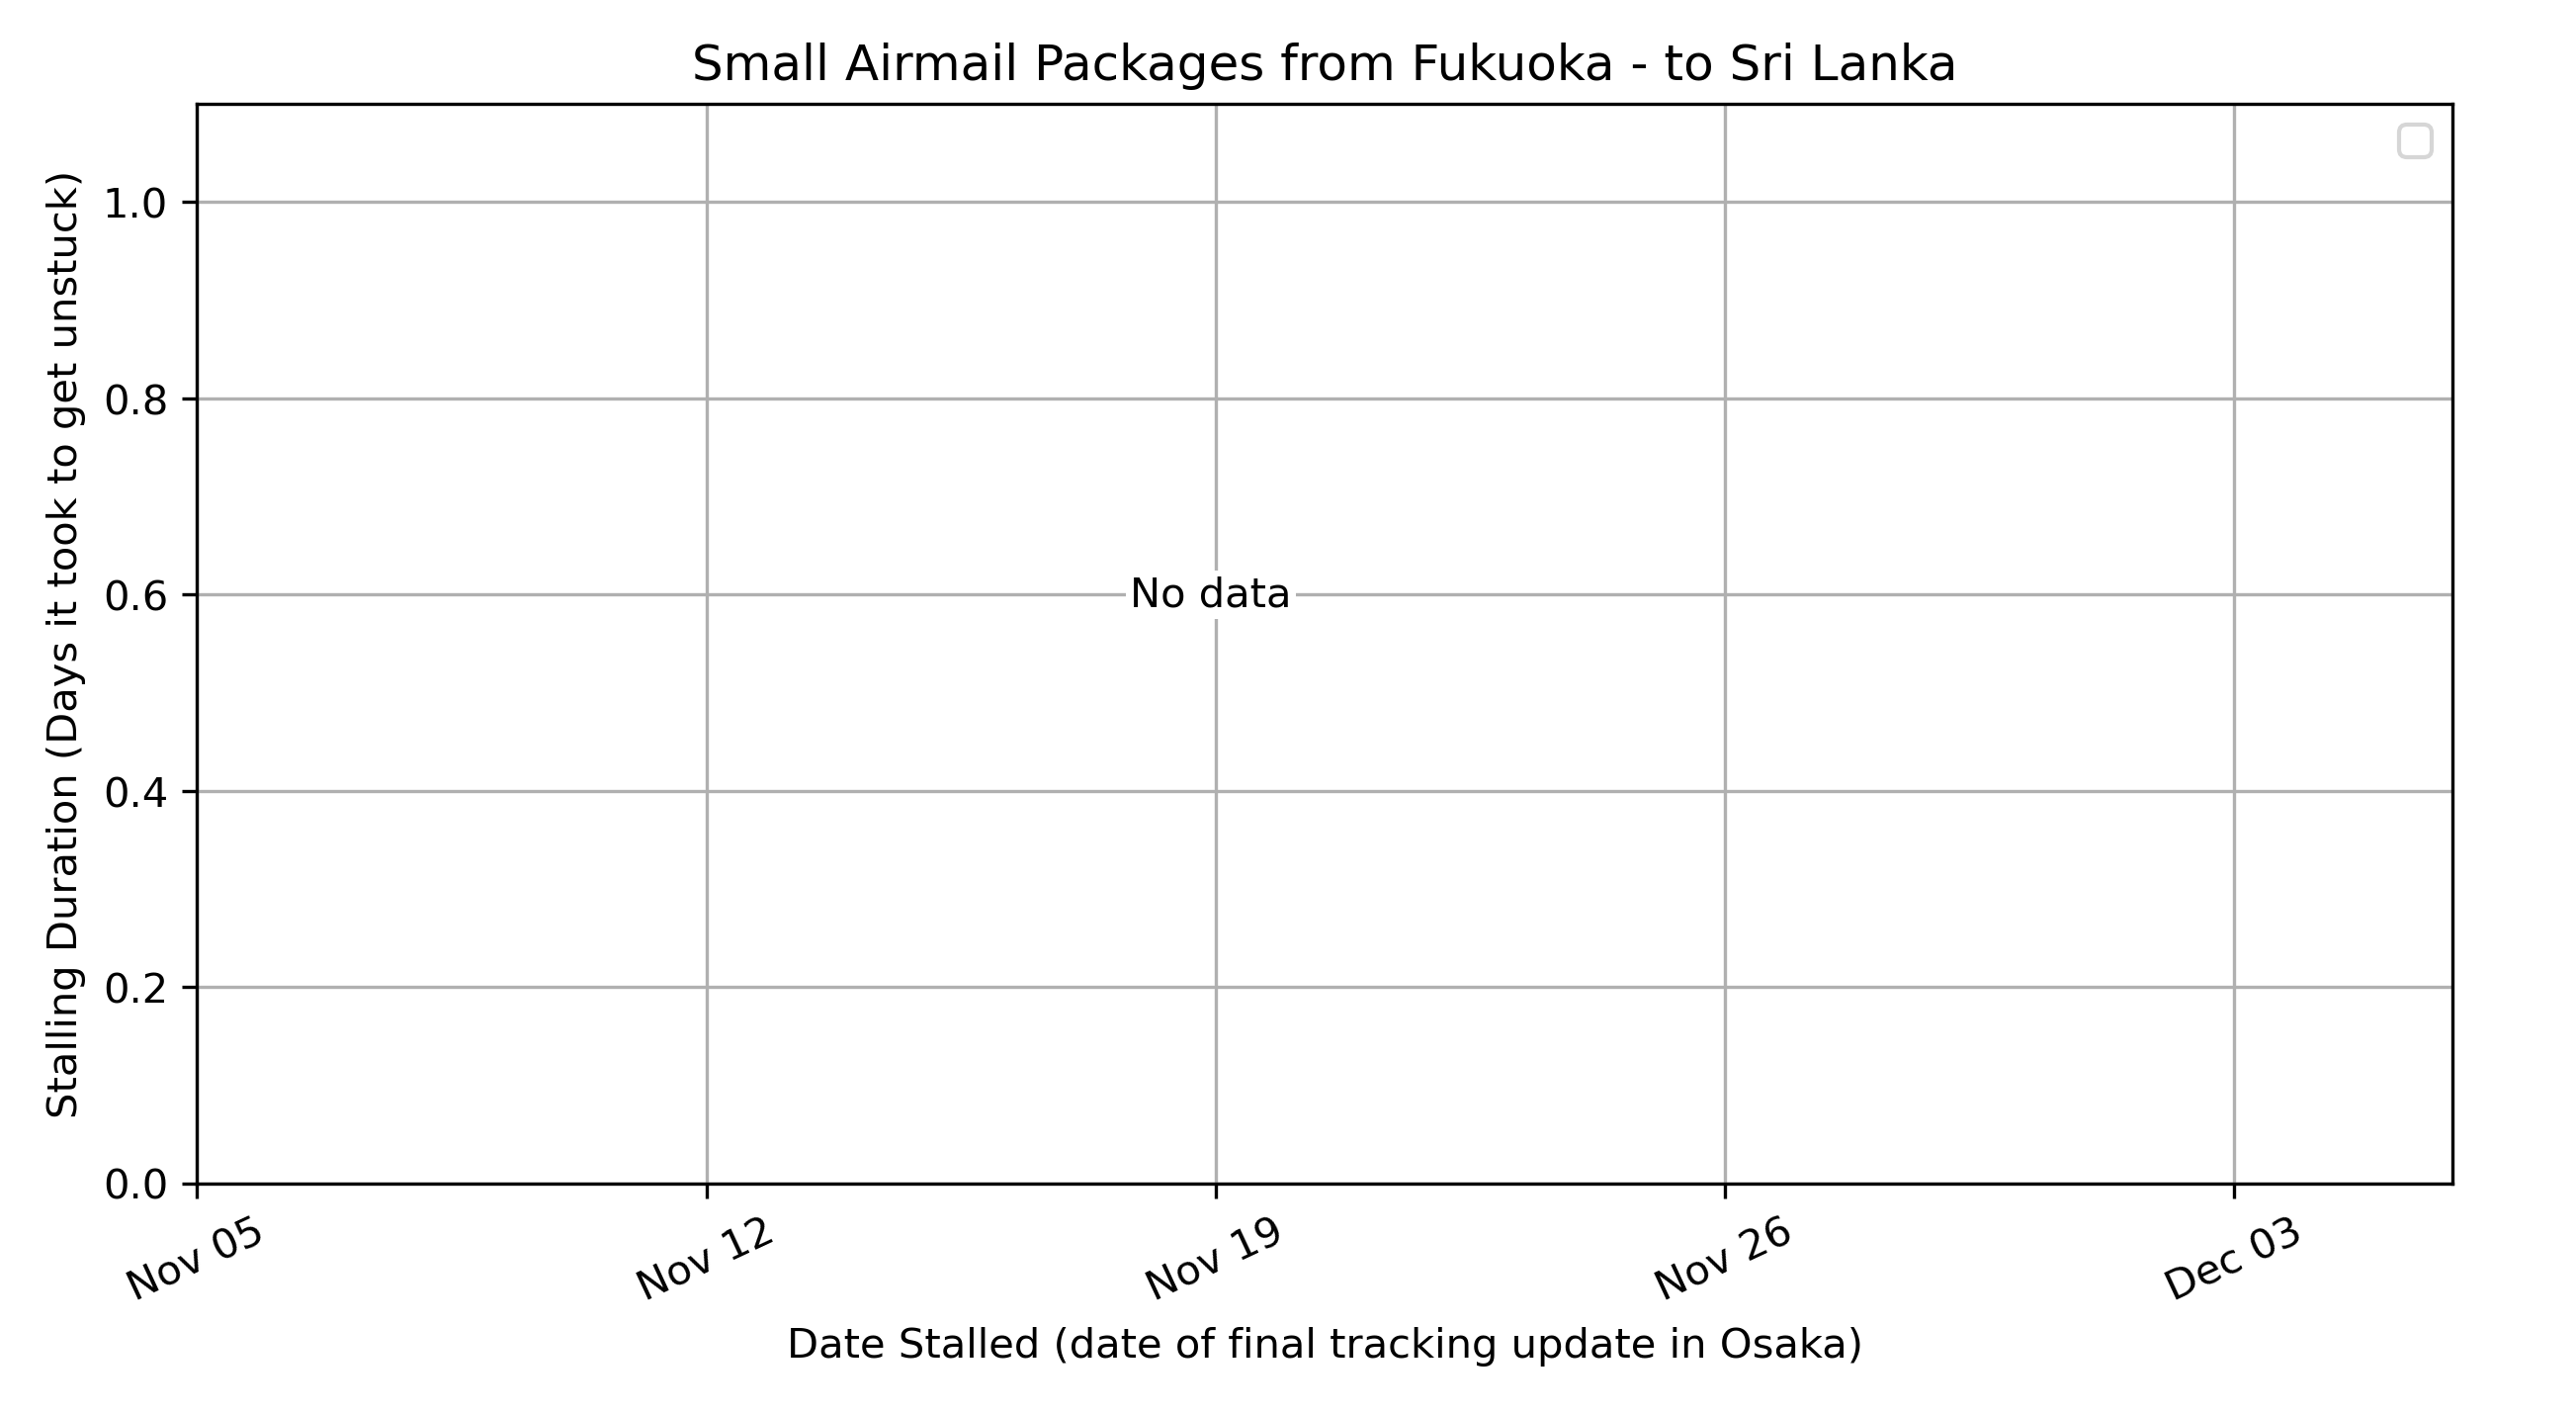 Small Airmail Packages from Fukuoka - to Sri Lanka
Stalling Duration (Days it took to get unstuck)
1.0
0.8
0.6
0.4
0.2
0.0
No data
Nov 05
Nov 12
Nov 19
Nov 26
Dec 03
Date Stalled (date of final tracking update in Osaka)